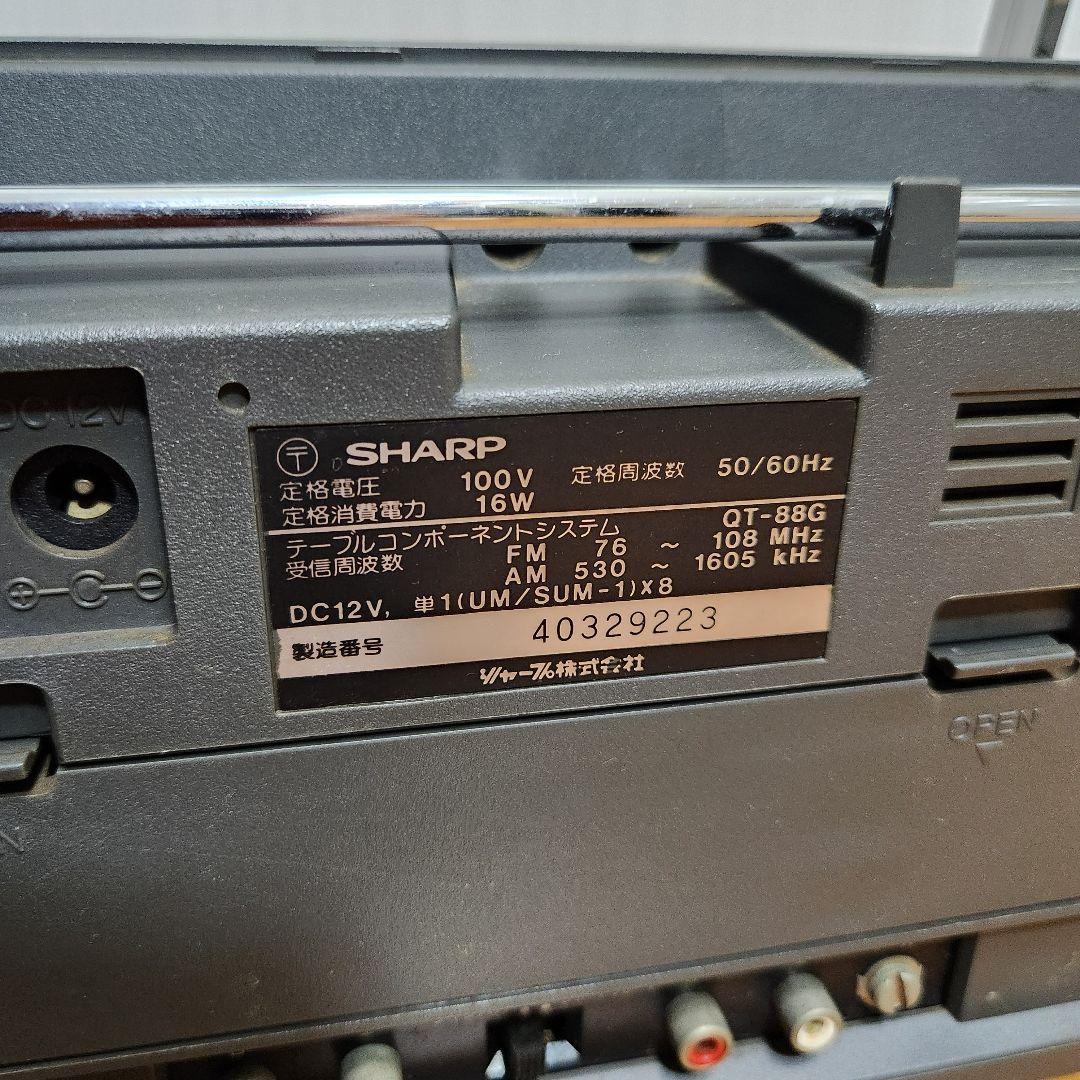 DC 12V
〒 SHARP
定格電圧 100V 定格周波数 50/60Hz
定格消費電力 16W
テーブルコンポーネントシステム QT-88G
受信周波数 FM 76 ~ 108 MHz
AM 530 ~ 1605 kHz
DC12V, 単1(UM/SUM-1)×8
製造番号 40329223
シャープ株式会社
OPEN